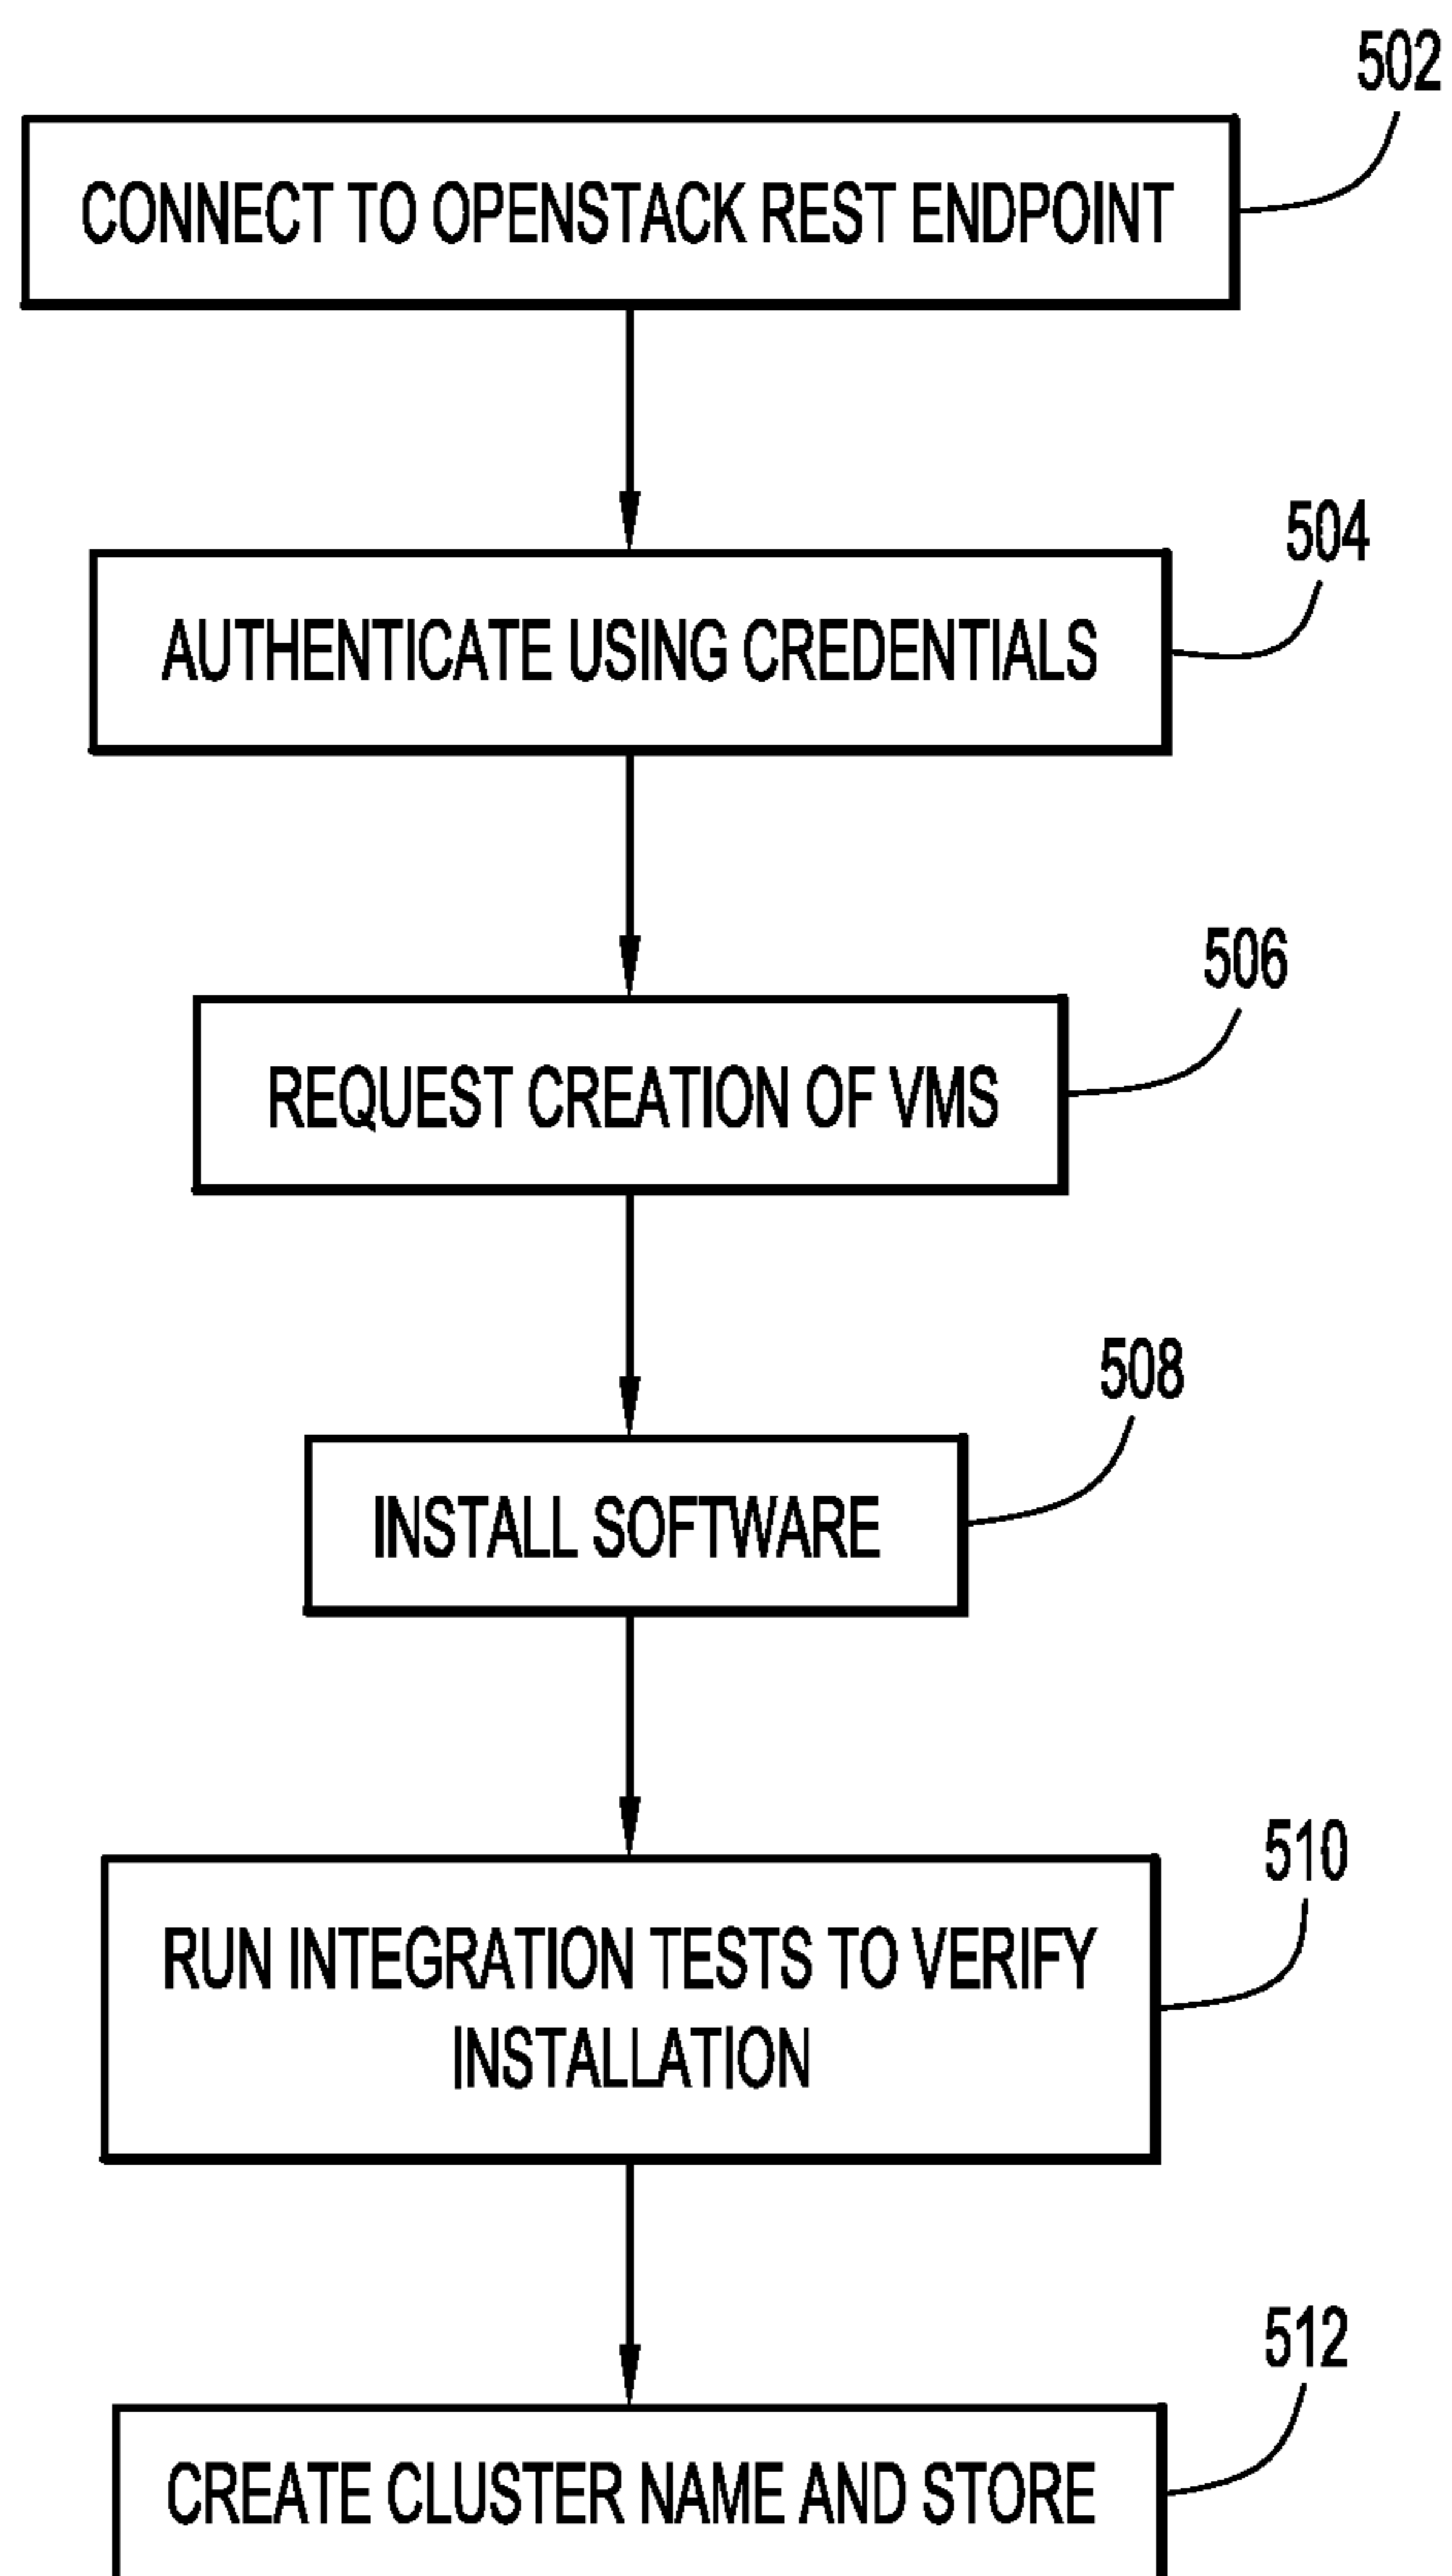 502
CONNECT TO OPENSTACK REST ENDPOINT
504
AUTHENTICATE USING CREDENTIALS
506
REQUEST CREATION OF VMS
508
INSTALL SOFTWARE
510
RUN INTEGRATION TESTS TO VERIFY
INSTALLATION
512
CREATE CLUSTER NAME AND STORE